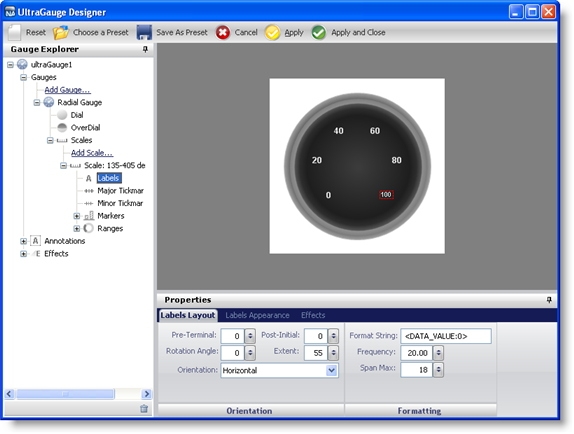 UltraGauge Designer
Reset Choose a Preset Save As Preset Cancel Apply Apply and Close
Gauge Explorer
ultraGauge1
Gauges
Add Gauge...
Radial Gauge
Dial
OverDial
Scales
Add Scale...
Scale: 135-405 de
Labels
Major Tickmar
Minor Tickmar
Markers
Ranges
Annotations
Effects
40 60
20 80
0 100
Properties
Labels Layout Labels Appearance Effects
Pre-Terminal: 0 Post-Initial: 0 Format String: <DATA_VALUE:0>
Rotation Angle: 0 Extent: 55 Frequency: 20.00
Orientation: Horizontal Span Max: 18
Orientation Formatting